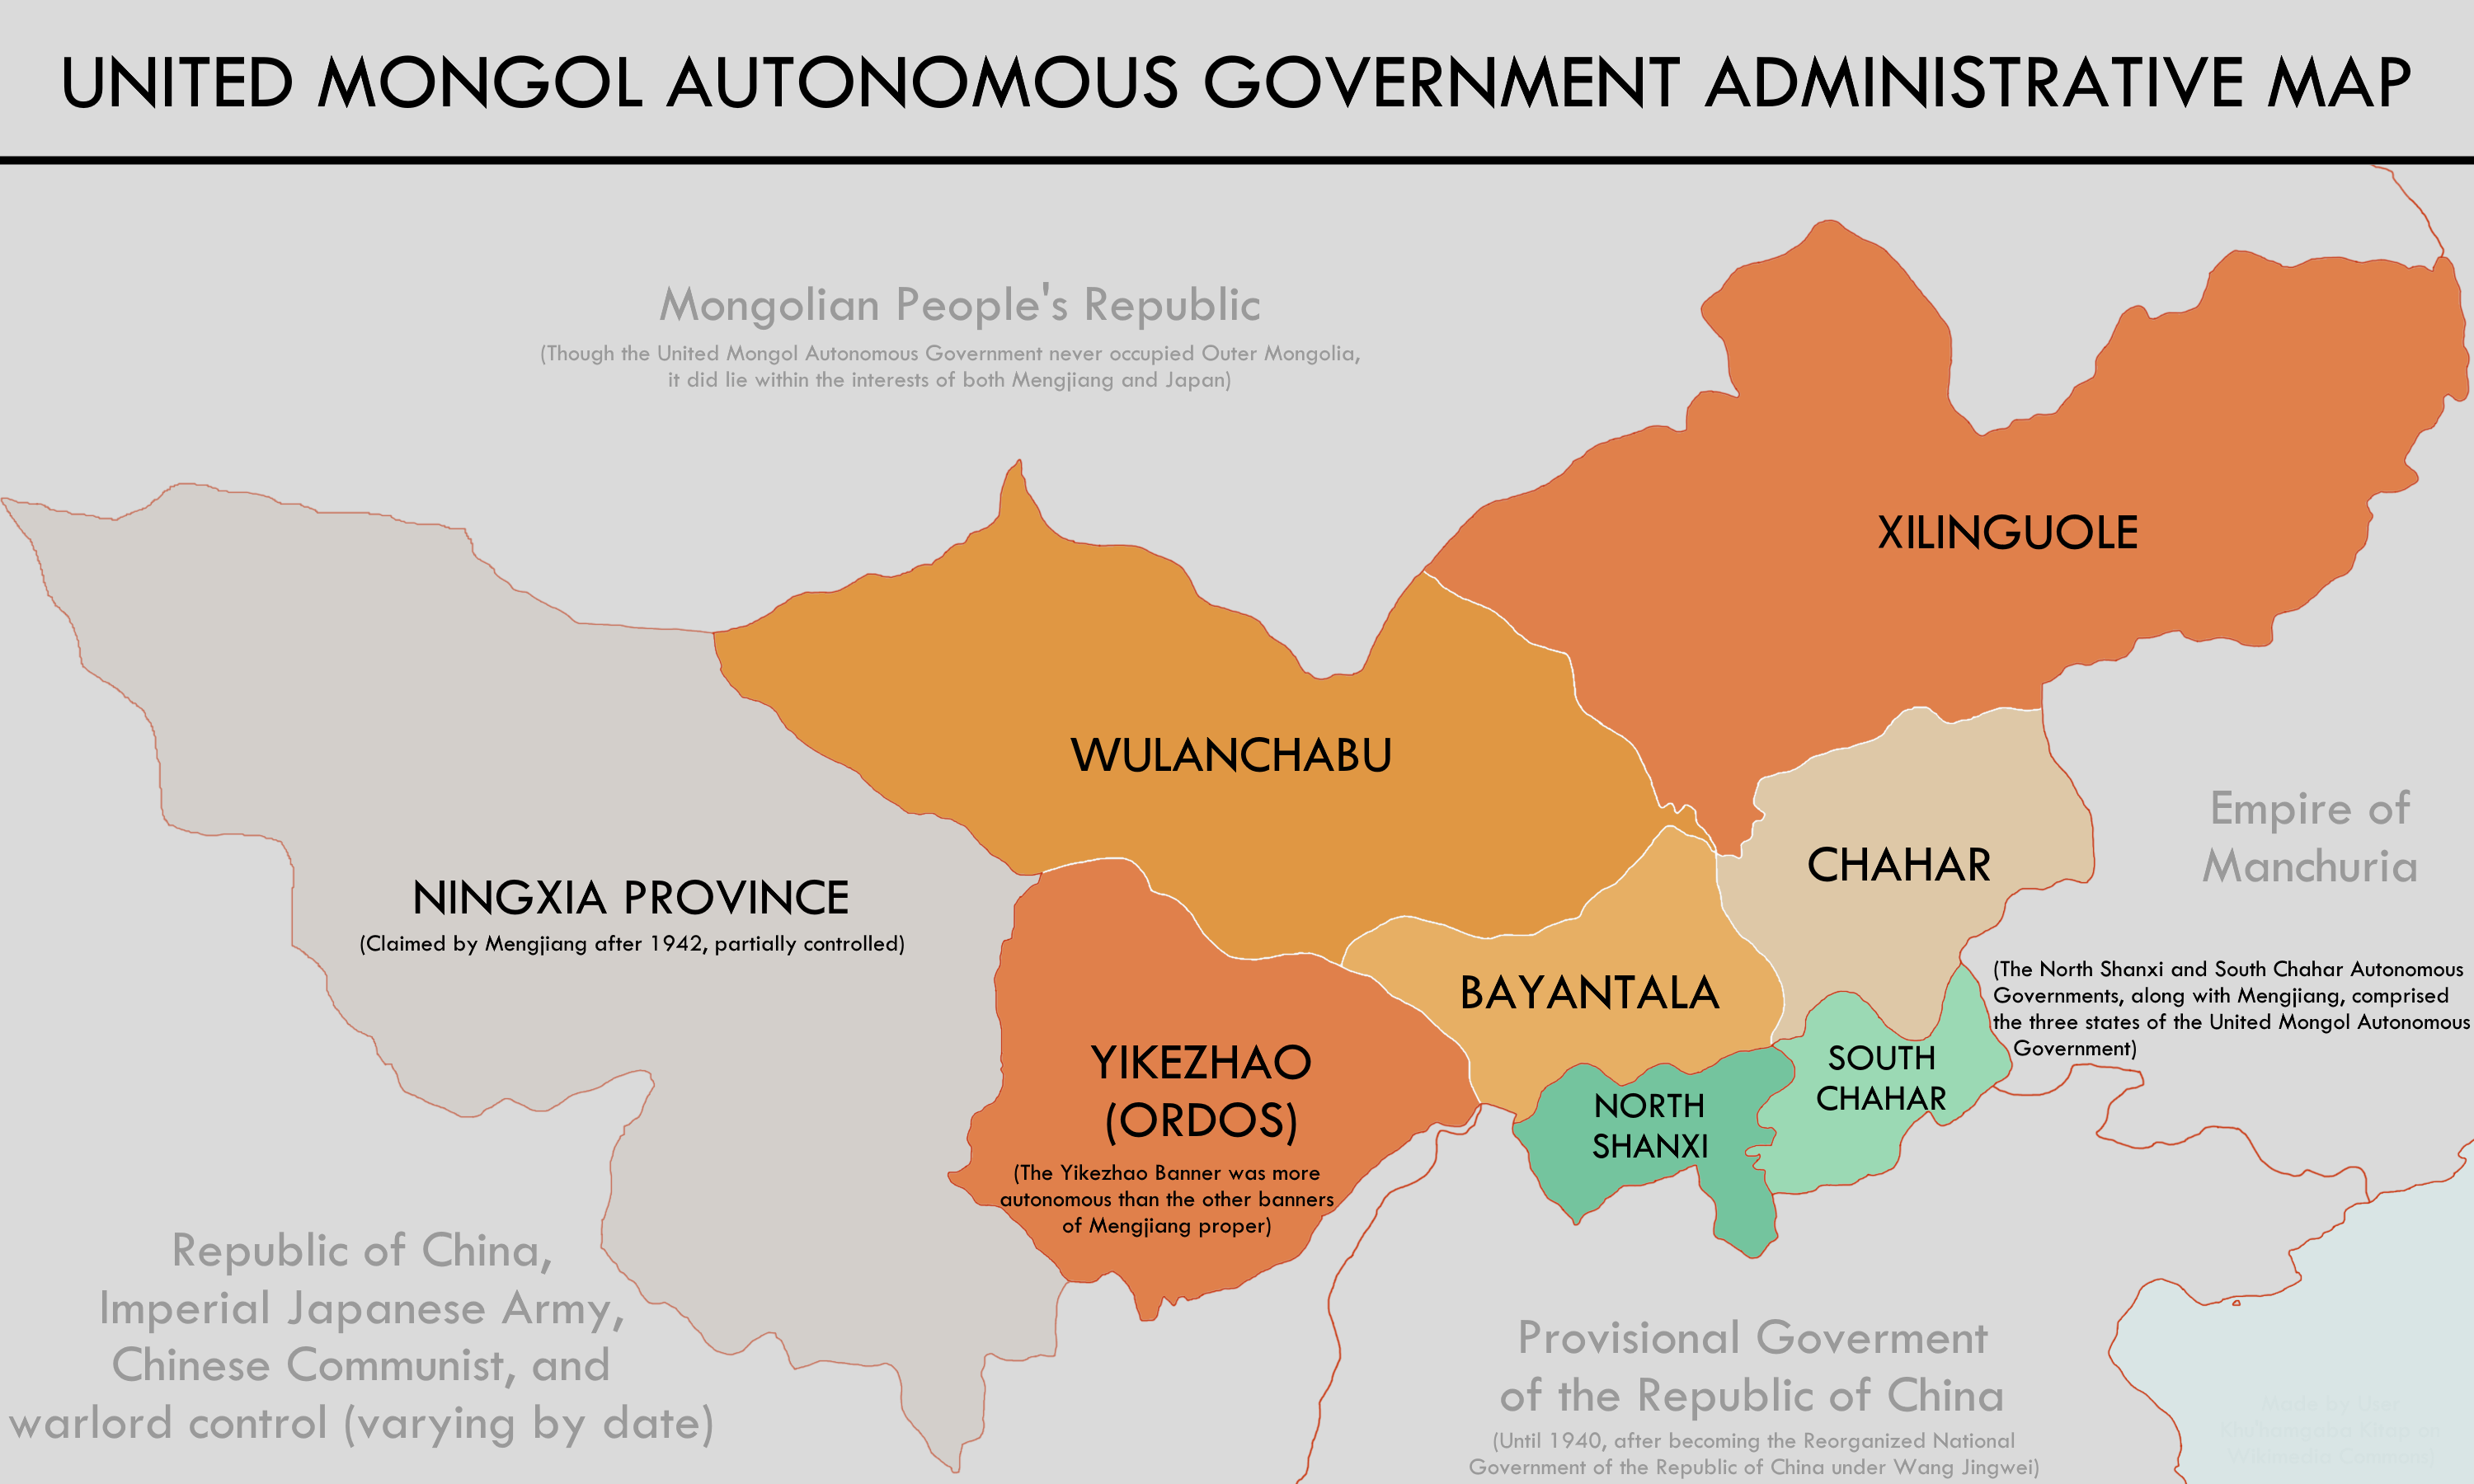 UNITED MONGOL AUTONOMOUS GOVERNMENT ADMINISTRATIVE MAP
Mongolian People's Republic
(Though the United Mongol Autonomous Government never occupied Outer Mongolia,
it did lie within the interests of both Mengjiang and Japan)
XILINGUOLE
WULANCHABU
Empire of
Manchuria
CHAHAR
NINGXIA PROVINCE
(Claimed by Mengjiang after 1942, partially controlled)
BAYANTALA
(The North Shanxi and South Chahar Autonomous
Governments, along with Mengjiang, comprised
the three states of the United Mongol Autonomous
Government)
YIKEZHAO
(ORDOS)
(The Yikezhao Banner was more
autonomous than the other banners
of Mengjiang proper)
SOUTH
CHAHAR
NORTH
SHANXI
Republic of China,
Imperial Japanese Army,
Chinese Communist, and
warlord control (varying by date)
Provisional Goverment
of the Republic of China
(Until 1940, after becoming the Reorganized National
Government of the Republic of China under Wang Jingwei)